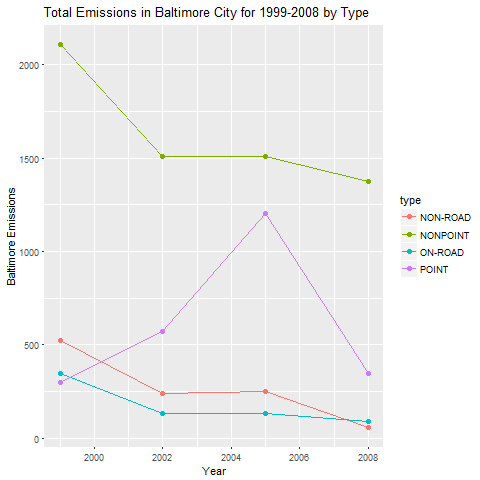 Total Emissions in Baltimore City for 1999-2008 by Type
Baltimore Emissions
2000
1500
1000
500
0
2000
2002
2004
2006
2008
Year
type
NON-ROAD
NONPOINT
ON-ROAD
POINT